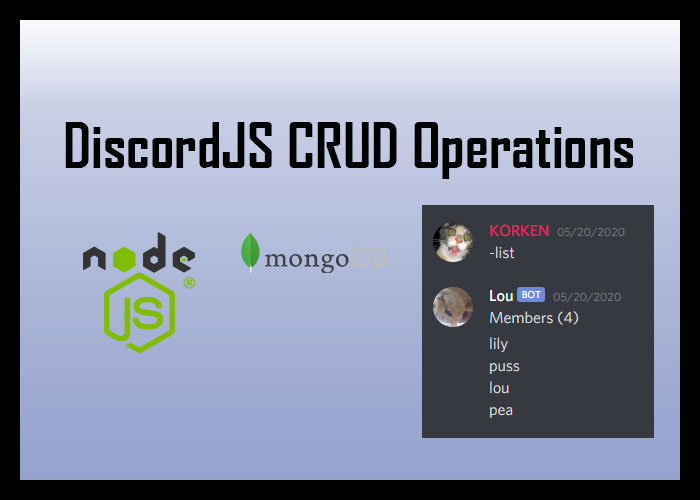 DiscordJS CRUD Operations
node
JS
®
mongoDB
KORKEN 05/20/2020
-list
Lou BOT 05/20/2020
Members (4)
lily
puss
lou
pea